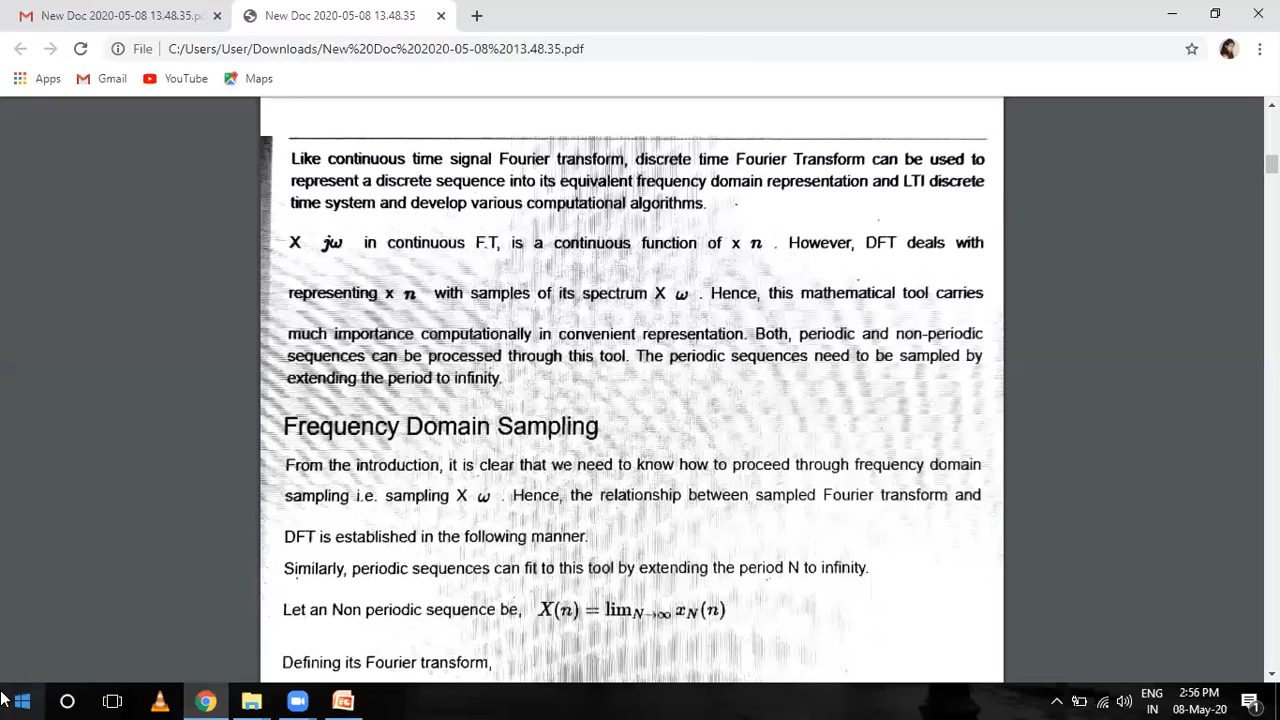 New Doc 2020-05-08 13.48.35.pd
New Doc 2020-05-08 13.48.35
File C:/Users/User/Downloads/New%20Doc%202020-05-08%2013.48.35.pdf
Apps Gmail YouTube Maps
Like continuous time signal Fourier transform, discrete time Fourier Transform can be used to
represent a discrete sequence into its equivalent frequency domain representation and LTI discrete
time system and develop various computational algorithms.
X jω in continuous F.T, is a continuous function of x n . However, DFT deals with
representing x n with samples of its spectrum X ω . Hence, this mathematical tool carries
much importance computationally in convenient representation. Both, periodic and non-periodic
sequences can be processed through this tool. The periodic sequences need to be sampled by
extending the period to infinity.
Frequency Domain Sampling
From the introduction, it is clear that we need to know how to proceed through frequency domain
sampling i.e. sampling X ω . Hence, the relationship between sampled Fourier transform and
DFT is established in the following manner.
Similarly, periodic sequences can fit to this tool by extending the period N to infinity.
Let an Non periodic sequence be, X(n) = lim N→∞ xN(n)
Defining its Fourier transform,
ENG 2:56 PM
IN 08-May-20 1